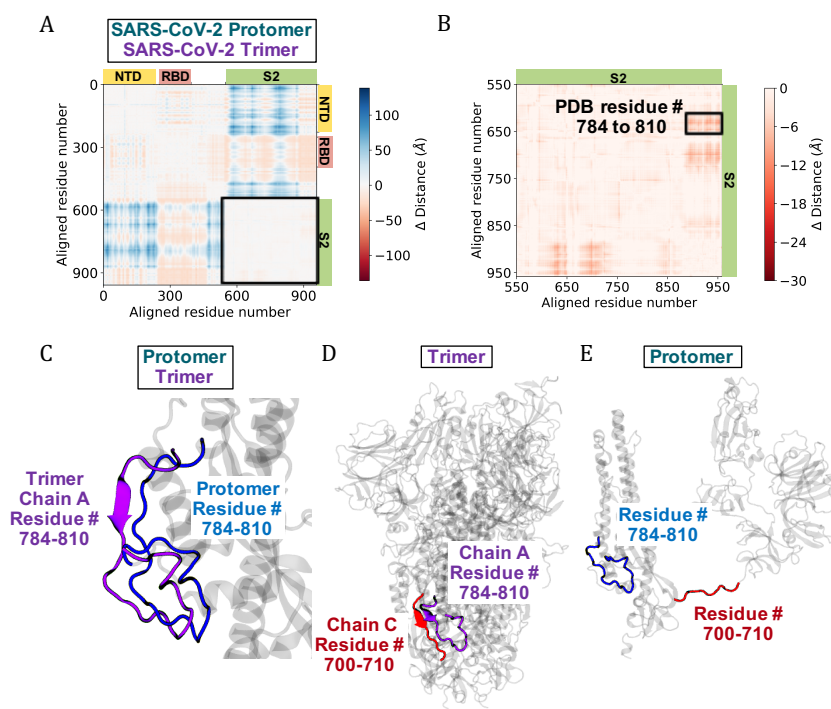 A
SARS-CoV-2 Protomer
SARS-CoV-2 Trimer
NTD
RBD
S2
0
300
600
900
Aligned residue number
0
300
600
900
Aligned residue number
NTD
RBD
S2
100
50
0
−50
−100
Δ Distance (Å)
B
S2
550
650
750
850
950
Aligned residue number
PDB residue #
784 to 810
550
650
750
850
950
Aligned residue number
S2
0
−6
−12
−18
−24
−30
Δ Distance (Å)
C
Protomer
Trimer
Trimer
Chain A
Residue #
784-810
Protomer
Residue #
784-810
D
Trimer
Chain A
Residue #
784-810
Chain C
Residue #
700-710
E
Protomer
Residue #
784-810
Residue #
700-710